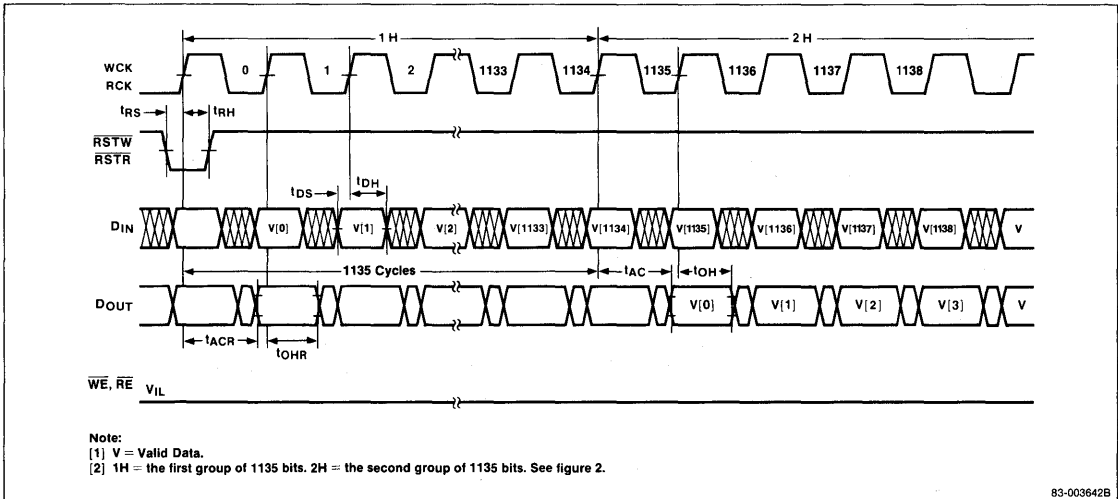 1 H 2 H
WCK
RCK
0 1 2 1133 1134 1135 1136 1137 1138
tRS tRH
RSTW
RSTR
tDS tDH
DIN V[0] V[1] V[2] V[1133] V[1134] V[1135] V[1136] V[1137] V[1138] V
1135 Cycles tAC tOH
DOUT V[0] V[1] V[2] V[3] V
tACR tOHR
WE, RE VIL
Note:
[1] V = Valid Data.
[2] 1H = the first group of 1135 bits. 2H = the second group of 1135 bits. See figure 2.
83-003642B